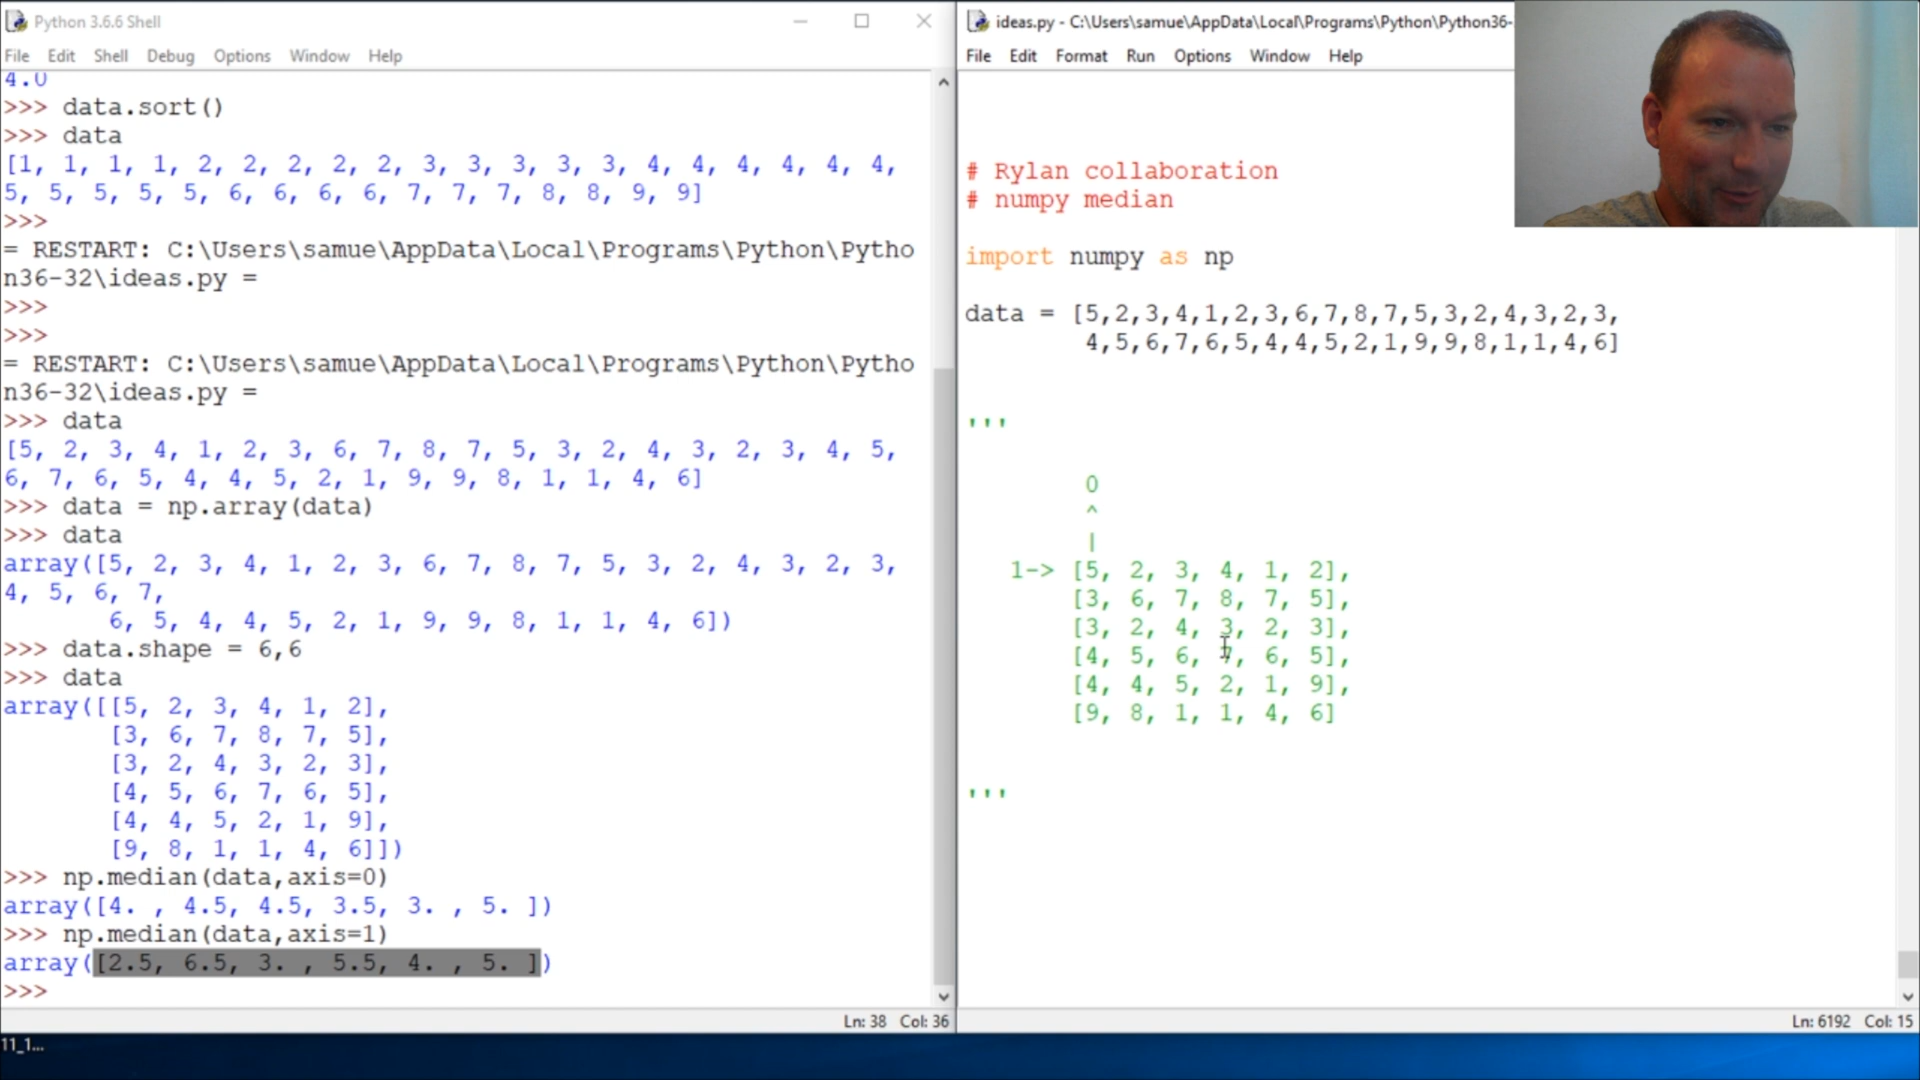 Python 3.6.6 Shell
File Edit Shell Debug Options Window Help
4.0
>>> data.sort()
>>> data
[1, 1, 1, 1, 2, 2, 2, 2, 2, 3, 3, 3, 3, 3, 4, 4, 4, 4, 4, 4,
5, 5, 5, 5, 5, 6, 6, 6, 6, 7, 7, 7, 8, 8, 9, 9]
>>>
= RESTART: C:\Users\samue\AppData\Local\Programs\Python\Pytho
n36-32\ideas.py =
>>>
>>>
= RESTART: C:\Users\samue\AppData\Local\Programs\Python\Pytho
n36-32\ideas.py =
>>> data
[5, 2, 3, 4, 1, 2, 3, 6, 7, 8, 7, 5, 3, 2, 4, 3, 2, 3, 4, 5,
6, 7, 6, 5, 4, 4, 5, 2, 1, 9, 9, 8, 1, 1, 4, 6]
>>> data = np.array(data)
>>> data
array([5, 2, 3, 4, 1, 2, 3, 6, 7, 8, 7, 5, 3, 2, 4, 3, 2, 3,
4, 5, 6, 7,
6, 5, 4, 4, 5, 2, 1, 9, 9, 8, 1, 1, 4, 6])
>>> data.shape = 6,6
>>> data
array([[5, 2, 3, 4, 1, 2],
[3, 6, 7, 8, 7, 5],
[3, 2, 4, 3, 2, 3],
[4, 5, 6, 7, 6, 5],
[4, 4, 5, 2, 1, 9],
[9, 8, 1, 1, 4, 6]])
>>> np.median(data,axis=0)
array([4. , 4.5, 4.5, 3.5, 3. , 5. ])
>>> np.median(data,axis=1)
array([2.5, 6.5, 3. , 5.5, 4. , 5. ])
>>>
Ln: 38 Col: 36
11_1...
ideas.py - C:\Users\samue\AppData\Local\Programs\Python\Python36-
File Edit Format Run Options Window Help
# Rylan collaboration
# numpy median
import numpy as np
data = [5,2,3,4,1,2,3,6,7,8,7,5,3,2,4,3,2,3,
4,5,6,7,6,5,4,4,5,2,1,9,9,8,1,1,4,6]
'''
0
^
|
1-> [5, 2, 3, 4, 1, 2],
[3, 6, 7, 8, 7, 5],
[3, 2, 4, 3, 2, 3],
[4, 5, 6, 7, 6, 5],
[4, 4, 5, 2, 1, 9],
[9, 8, 1, 1, 4, 6]
'''
Ln: 6192 Col: 15